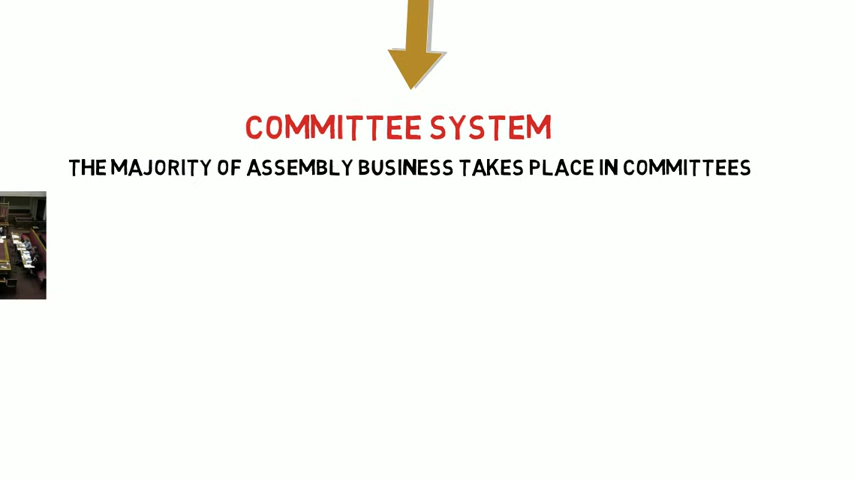 COMMITTEE SYSTEM
THE MAJORITY OF ASSEMBLY BUSINESS TAKES PLACE IN COMMITTEES